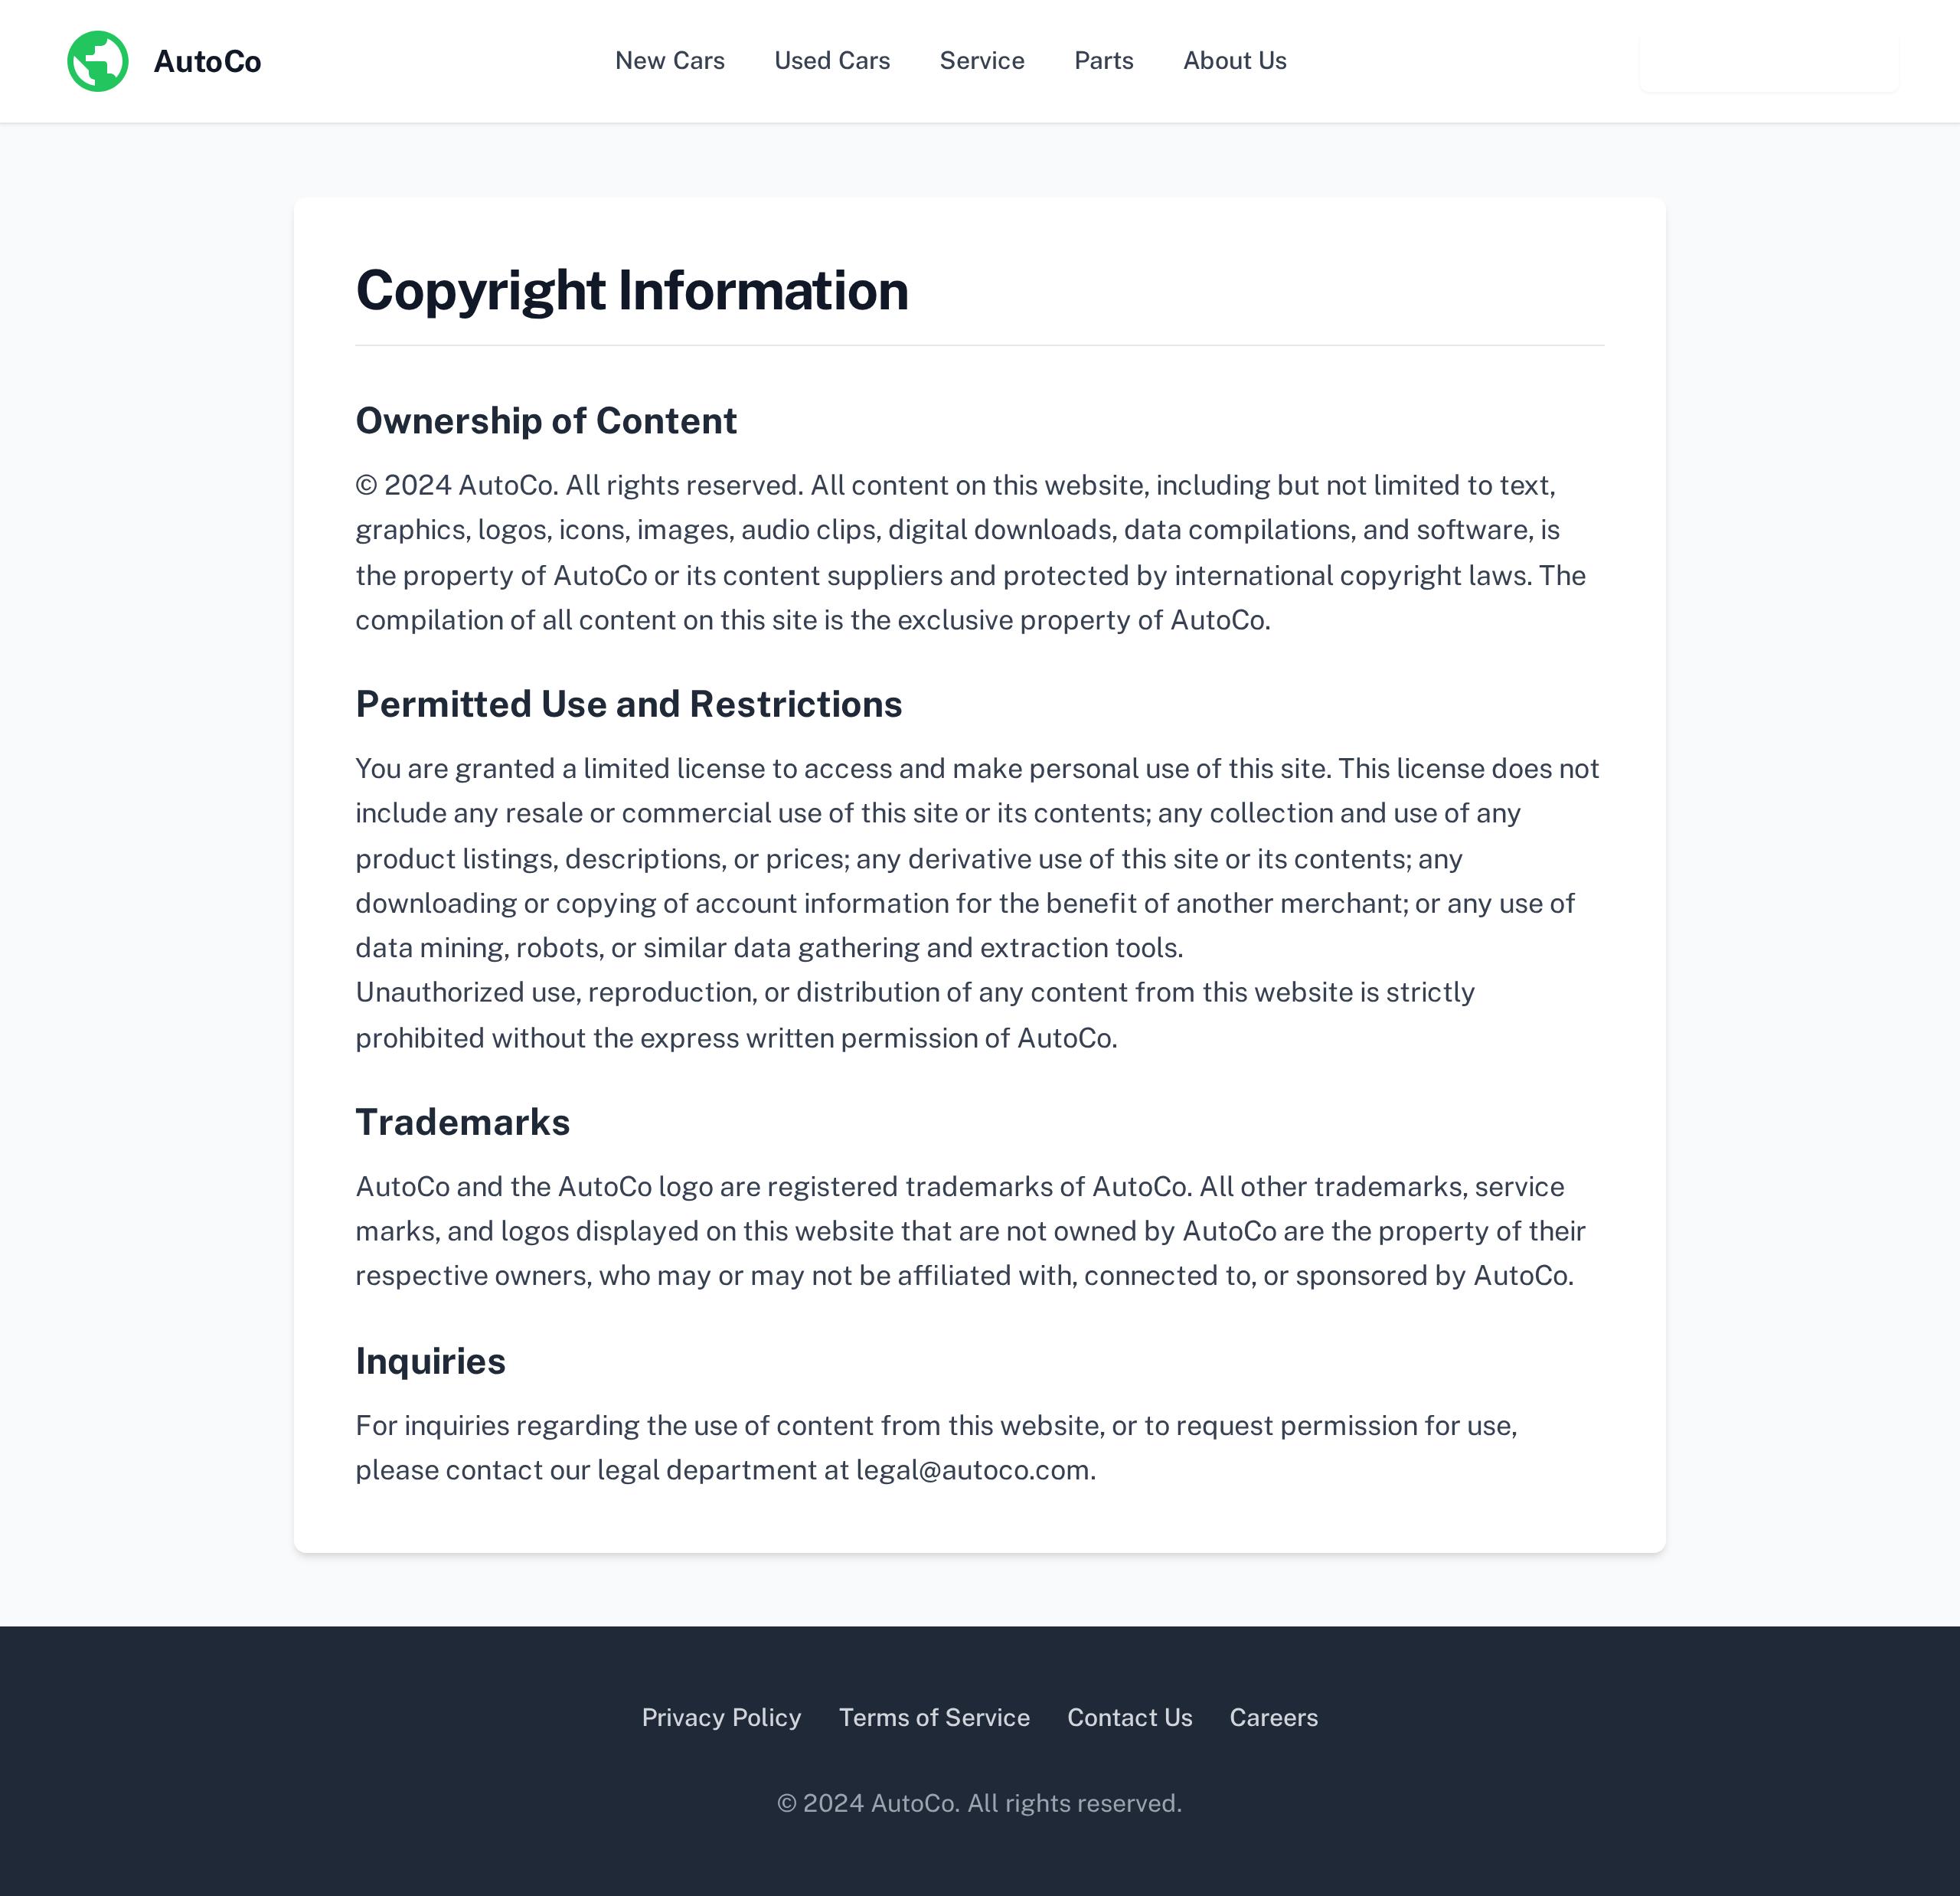 AutoCo
New Cars
Used Cars
Service
Parts
About Us
Copyright Information
Ownership of Content
© 2024 AutoCo. All rights reserved. All content on this website, including but not limited to text,
graphics, logos, icons, images, audio clips, digital downloads, data compilations, and software, is
the property of AutoCo or its content suppliers and protected by international copyright laws. The
compilation of all content on this site is the exclusive property of AutoCo.
Permitted Use and Restrictions
You are granted a limited license to access and make personal use of this site. This license does not
include any resale or commercial use of this site or its contents; any collection and use of any
product listings, descriptions, or prices; any derivative use of this site or its contents; any
downloading or copying of account information for the benefit of another merchant; or any use of
data mining, robots, or similar data gathering and extraction tools.
Unauthorized use, reproduction, or distribution of any content from this website is strictly
prohibited without the express written permission of AutoCo.
Trademarks
AutoCo and the AutoCo logo are registered trademarks of AutoCo. All other trademarks, service
marks, and logos displayed on this website that are not owned by AutoCo are the property of their
respective owners, who may or may not be affiliated with, connected to, or sponsored by AutoCo.
Inquiries
For inquiries regarding the use of content from this website, or to request permission for use,
please contact our legal department at legal@autoco.com.
Privacy Policy
Terms of Service
Contact Us
Careers
© 2024 AutoCo. All rights reserved.